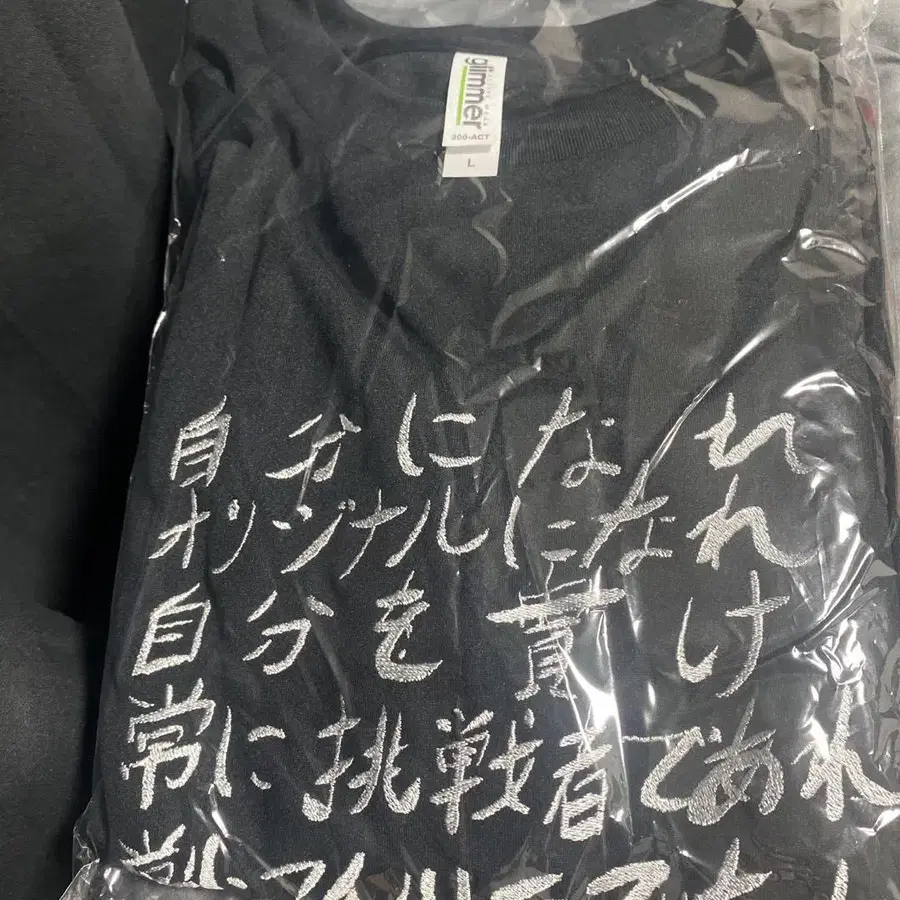 glimmer
300-ACT
L
自我になれ
オリジナルになれ
自分を貫け
常に挑戦者であれ